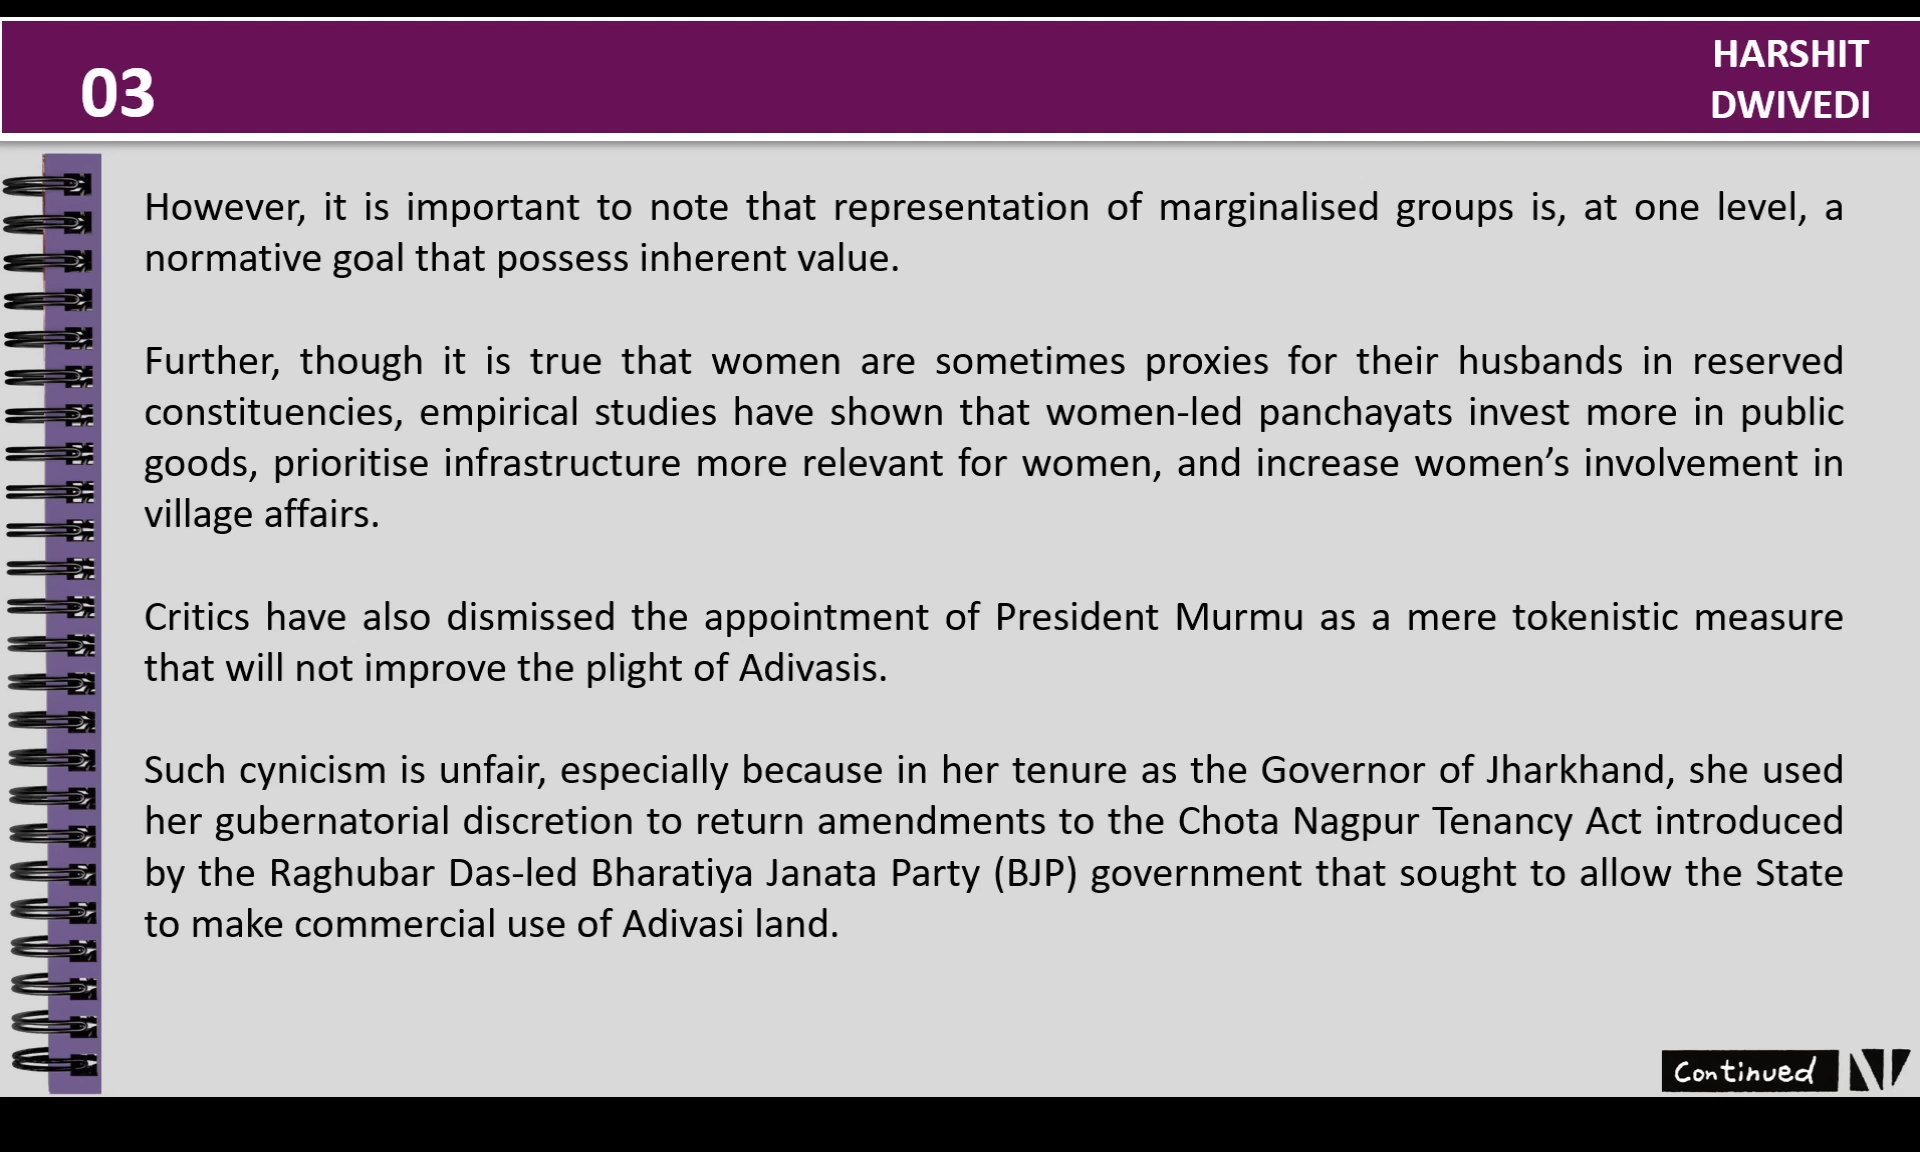 03
HARSHIT
DWIVEDI
However, it is important to note that representation of marginalised groups is, at one level, a
normative goal that possess inherent value.
Further, though it is true that women are sometimes proxies for their husbands in reserved
constituencies, empirical studies have shown that women-led panchayats invest more in public
goods, prioritise infrastructure more relevant for women, and increase women’s involvement in
village affairs.
Critics have also dismissed the appointment of President Murmu as a mere tokenistic measure
that will not improve the plight of Adivasis.
Such cynicism is unfair, especially because in her tenure as the Governor of Jharkhand, she used
her gubernatorial discretion to return amendments to the Chota Nagpur Tenancy Act introduced
by the Raghubar Das-led Bharatiya Janata Party (BJP) government that sought to allow the State
to make commercial use of Adivasi land.
Continued